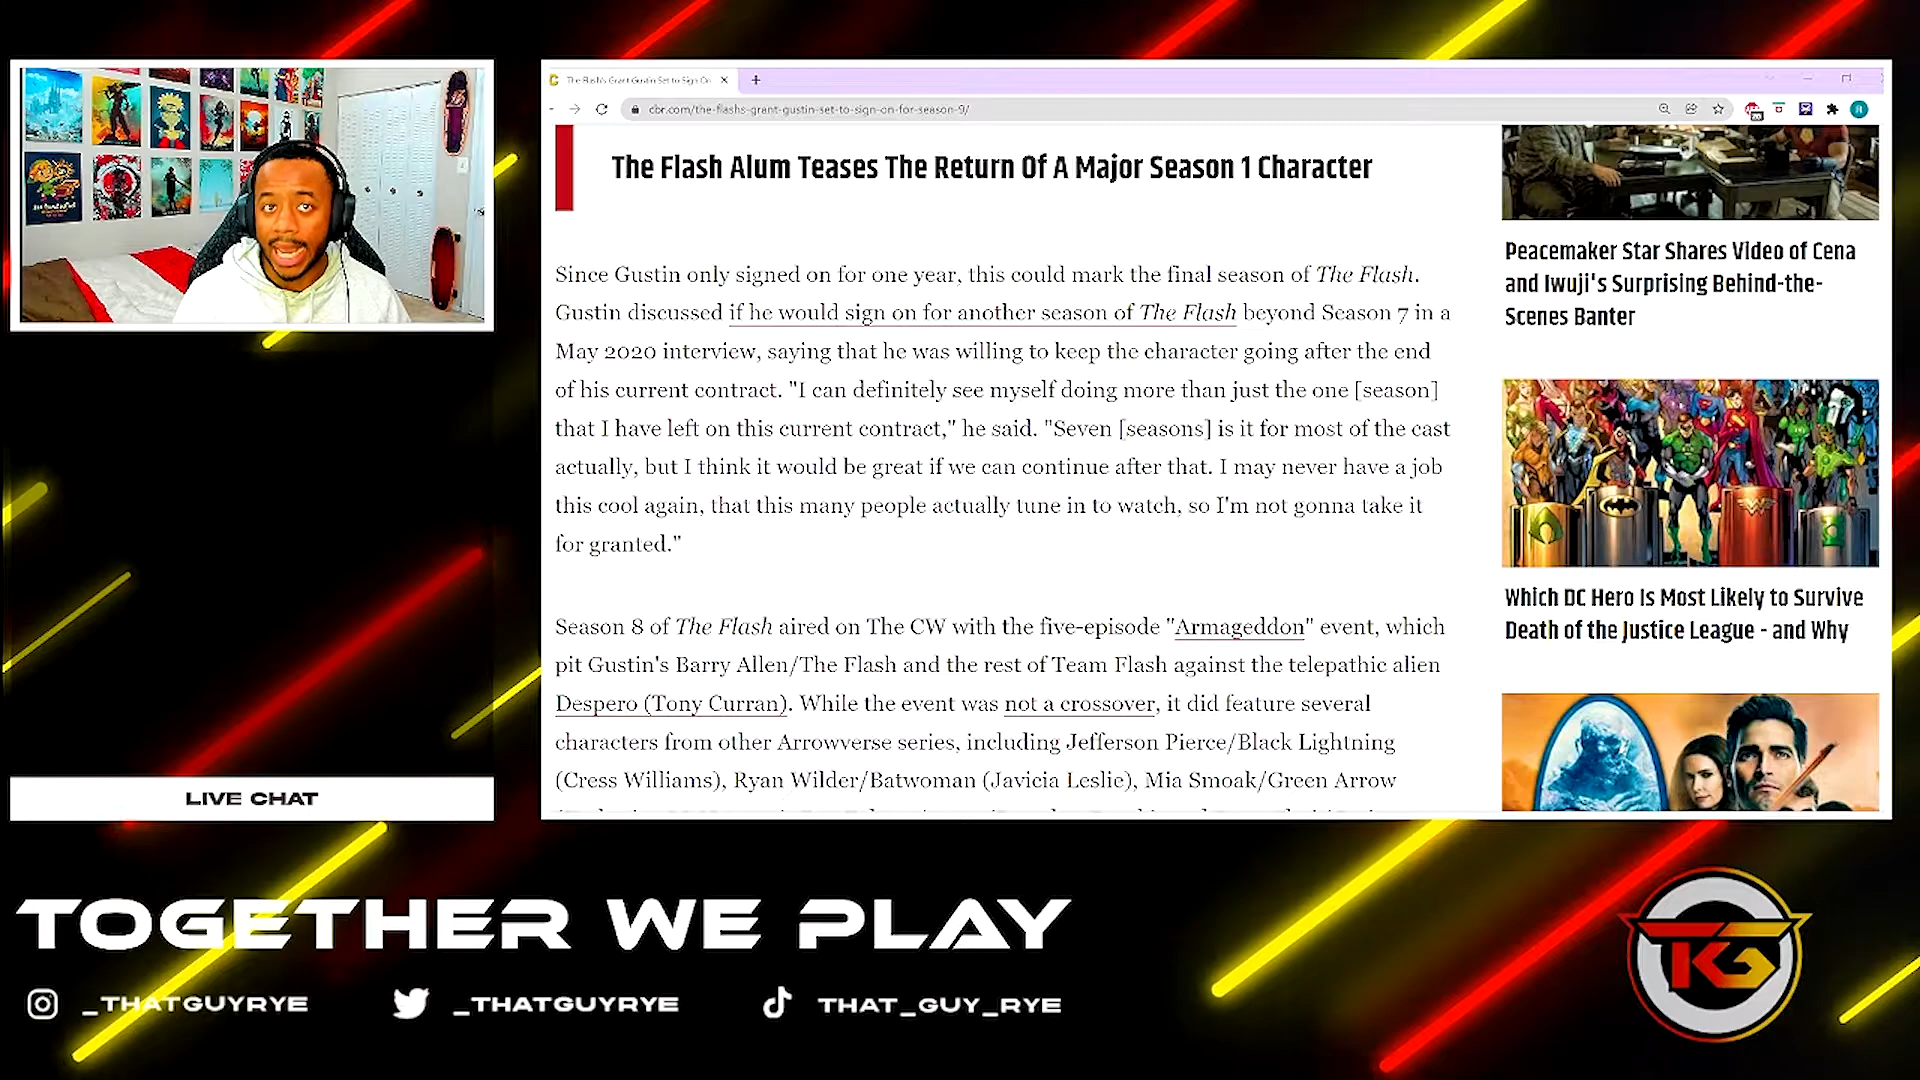 The Flash's Grant Gustin Set to Sign On
cbr.com/the-flashs-grant-gustin-set-to-sign-on-for-season-9/
The Flash Alum Teases The Return Of A Major Season 1 Character
Since Gustin only signed on for one year, this could mark the final season of The Flash.
Gustin discussed if he would sign on for another season of The Flash beyond Season 7 in a
May 2020 interview, saying that he was willing to keep the character going after the end
of his current contract. "I can definitely see myself doing more than just the one [season]
that I have left on this current contract," he said. "Seven [seasons] is it for most of the cast
actually, but I think it would be great if we can continue after that. I may never have a job
this cool again, that this many people actually tune in to watch, so I'm not gonna take it
for granted."
Season 8 of The Flash aired on The CW with the five-episode "Armageddon" event, which
pit Gustin's Barry Allen/The Flash and the rest of Team Flash against the telepathic alien
Despero (Tony Curran). While the event was not a crossover, it did feature several
characters from other Arrowverse series, including Jefferson Pierce/Black Lightning
(Cress Williams), Ryan Wilder/Batwoman (Javicia Leslie), Mia Smoak/Green Arrow
Peacemaker Star Shares Video of Cena
and Iwuji's Surprising Behind-the-
Scenes Banter
Which DC Hero Is Most Likely to Survive
Death of the Justice League - and Why
LIVE CHAT
TOGETHER WE PLAY
_THATGUYRYE
_THATGUYRYE
THAT_GUY_RYE
TKG